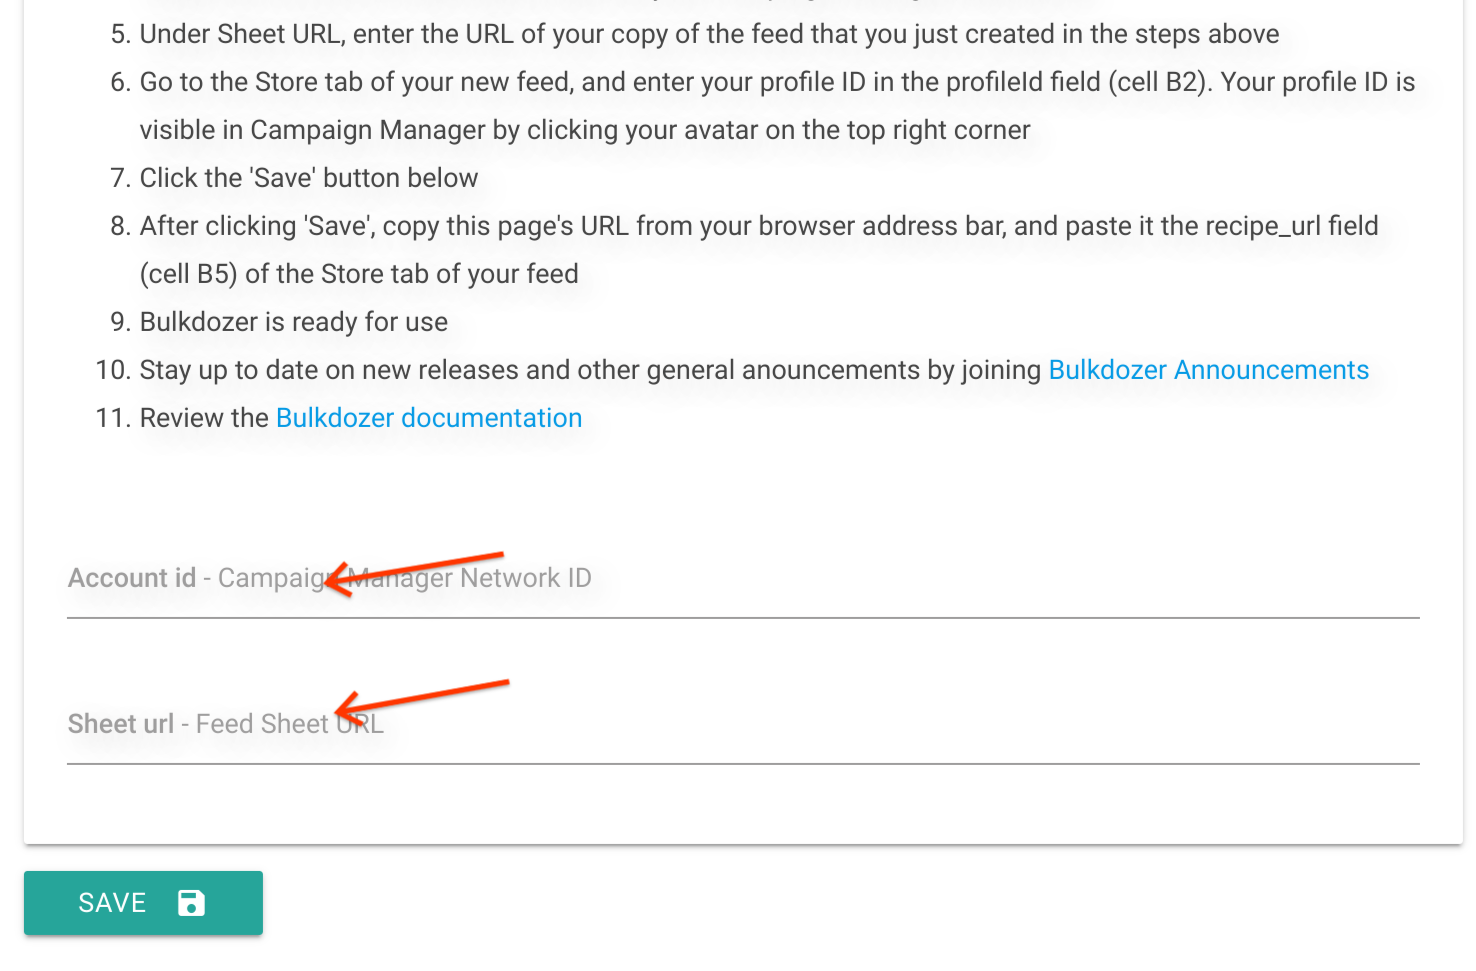 5. Under Sheet URL, enter the URL of your copy of the feed that you just created in the steps above
6. Go to the Store tab of your new feed, and enter your profile ID in the profileId field (cell B2). Your profile ID is
visible in Campaign Manager by clicking your avatar on the top right corner
7. Click the 'Save' button below
8. After clicking 'Save', copy this page's URL from your browser address bar, and paste it the recipe_url field
(cell B5) of the Store tab of your feed
9. Bulkdozer is ready for use
10. Stay up to date on new releases and other general anouncements by joining Bulkdozer Announcements
11. Review the Bulkdozer documentation
Account id - Campaign Manager Network ID
Sheet url - Feed Sheet URL
SAVE